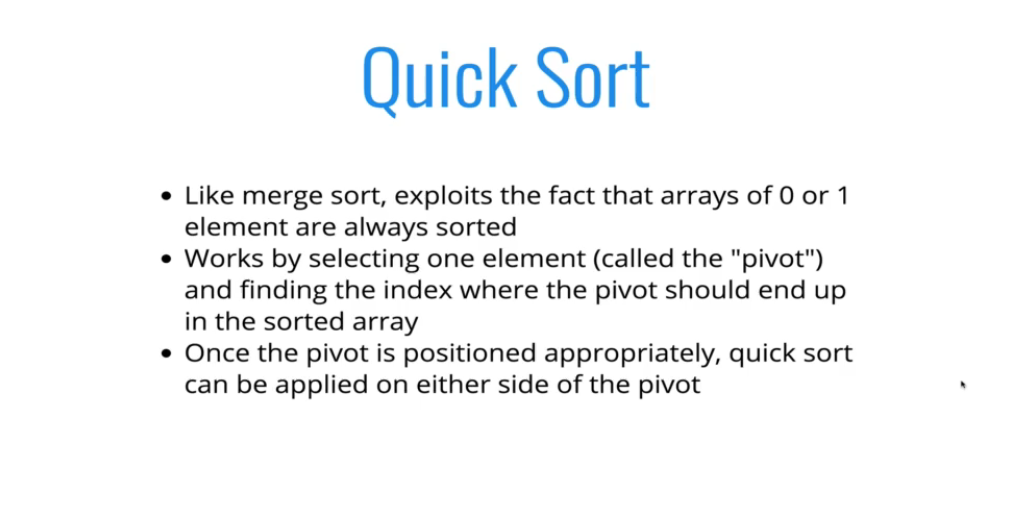 Quick Sort
• Like merge sort, exploits the fact that arrays of 0 or 1
element are always sorted
• Works by selecting one element (called the "pivot")
and finding the index where the pivot should end up
in the sorted array
• Once the pivot is positioned appropriately, quick sort
can be applied on either side of the pivot